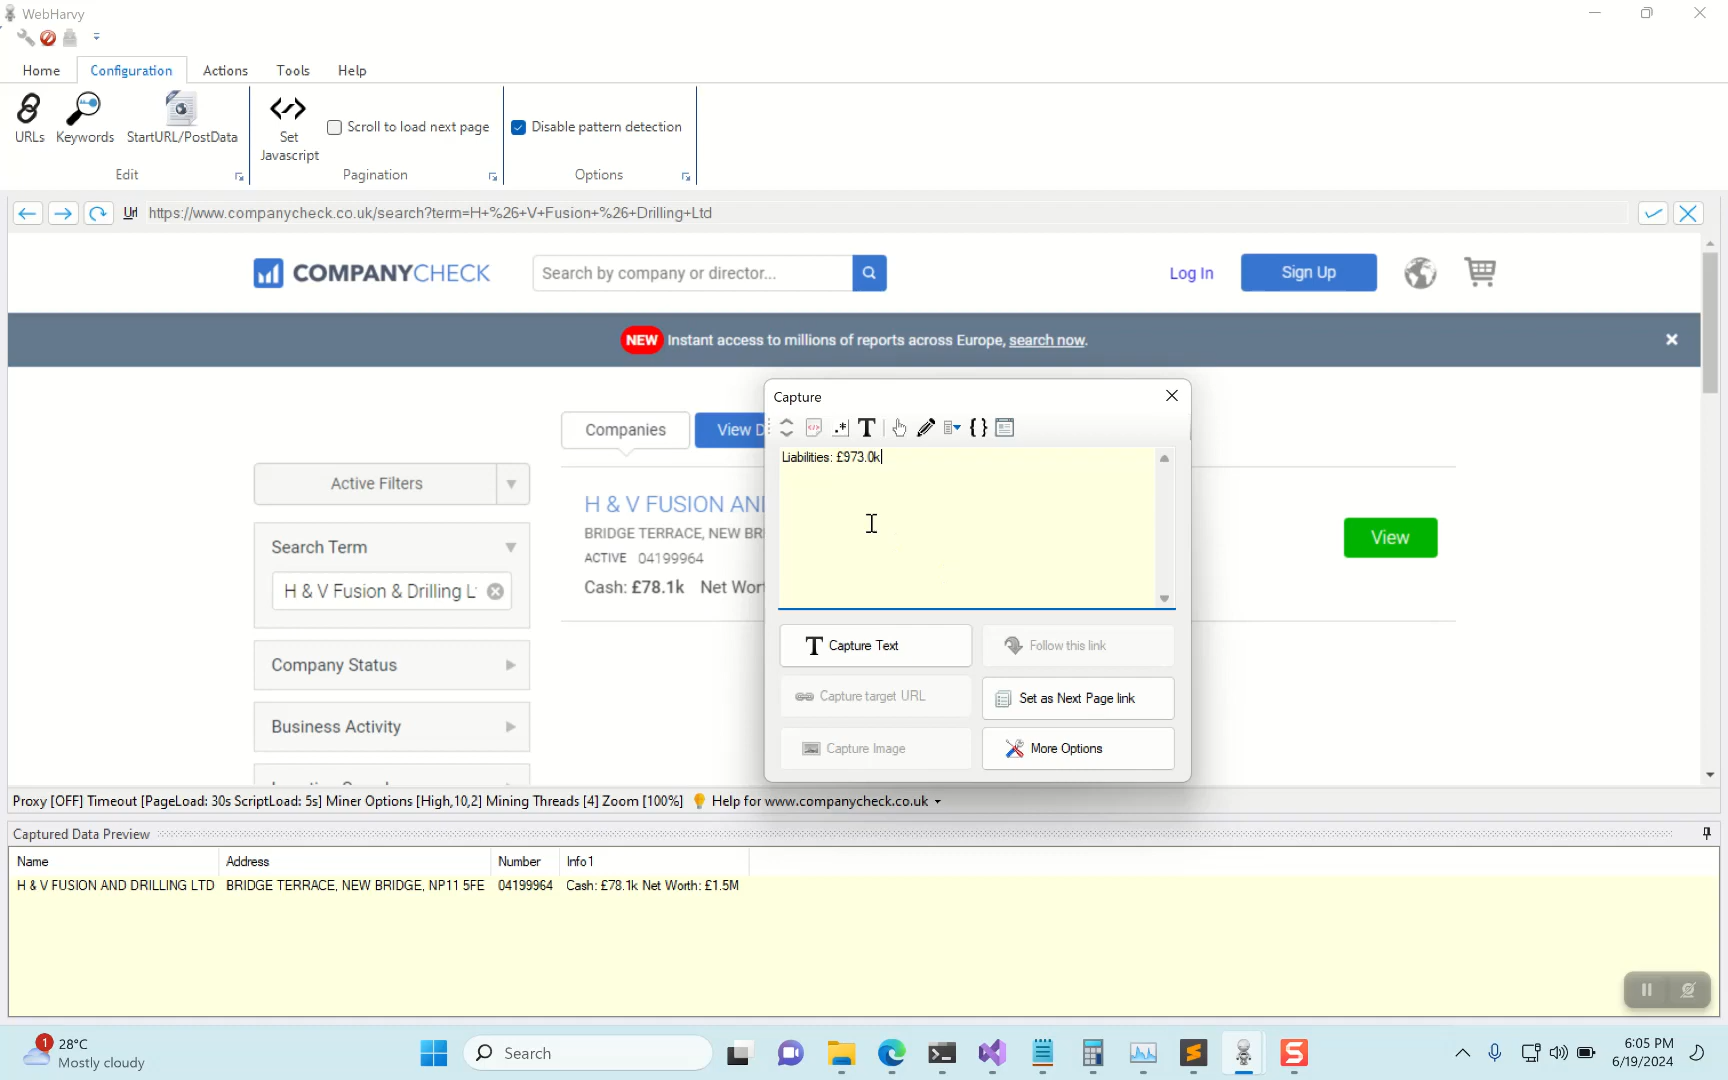 WebHarvy
Home Configuration Actions Tools Help
URLs Keywords StartURL/PostData
Set
Javascript
Scroll to load next page
Disable pattern detection
Edit Pagination Options
Url https://www.companycheck.co.uk/search?term=H+%26+V+Fusion+%26+Drilling+Ltd
COMPANYCHECK
Search by company or director...
Log In
Sign Up
NEW Instant access to millions of reports across Europe, search now.
Capture
Companies
View D
Liabilities: £973.0k
Active Filters
H & V FUSION AN
BRIDGE TERRACE, NEW BR
ACTIVE 04199964
Cash: £78.1k Net Wor
View
Search Term
H & V Fusion & Drilling L
Company Status
Business Activity
Capture Text
Follow this link
Capture target URL
Set as Next Page link
Capture Image
More Options
Proxy [OFF] Timeout [PageLoad: 30s ScriptLoad: 5s] Miner Options [High,10,2] Mining Threads [4] Zoom [100%] Help for www.companycheck.co.uk
Captured Data Preview
Name Address Number Info1
H & V FUSION AND DRILLING LTD BRIDGE TERRACE, NEW BRIDGE, NP11 5FE 04199964 Cash: £78.1k Net Worth: £1.5M
1
28°C
Mostly cloudy
Search
6:05 PM
6/19/2024